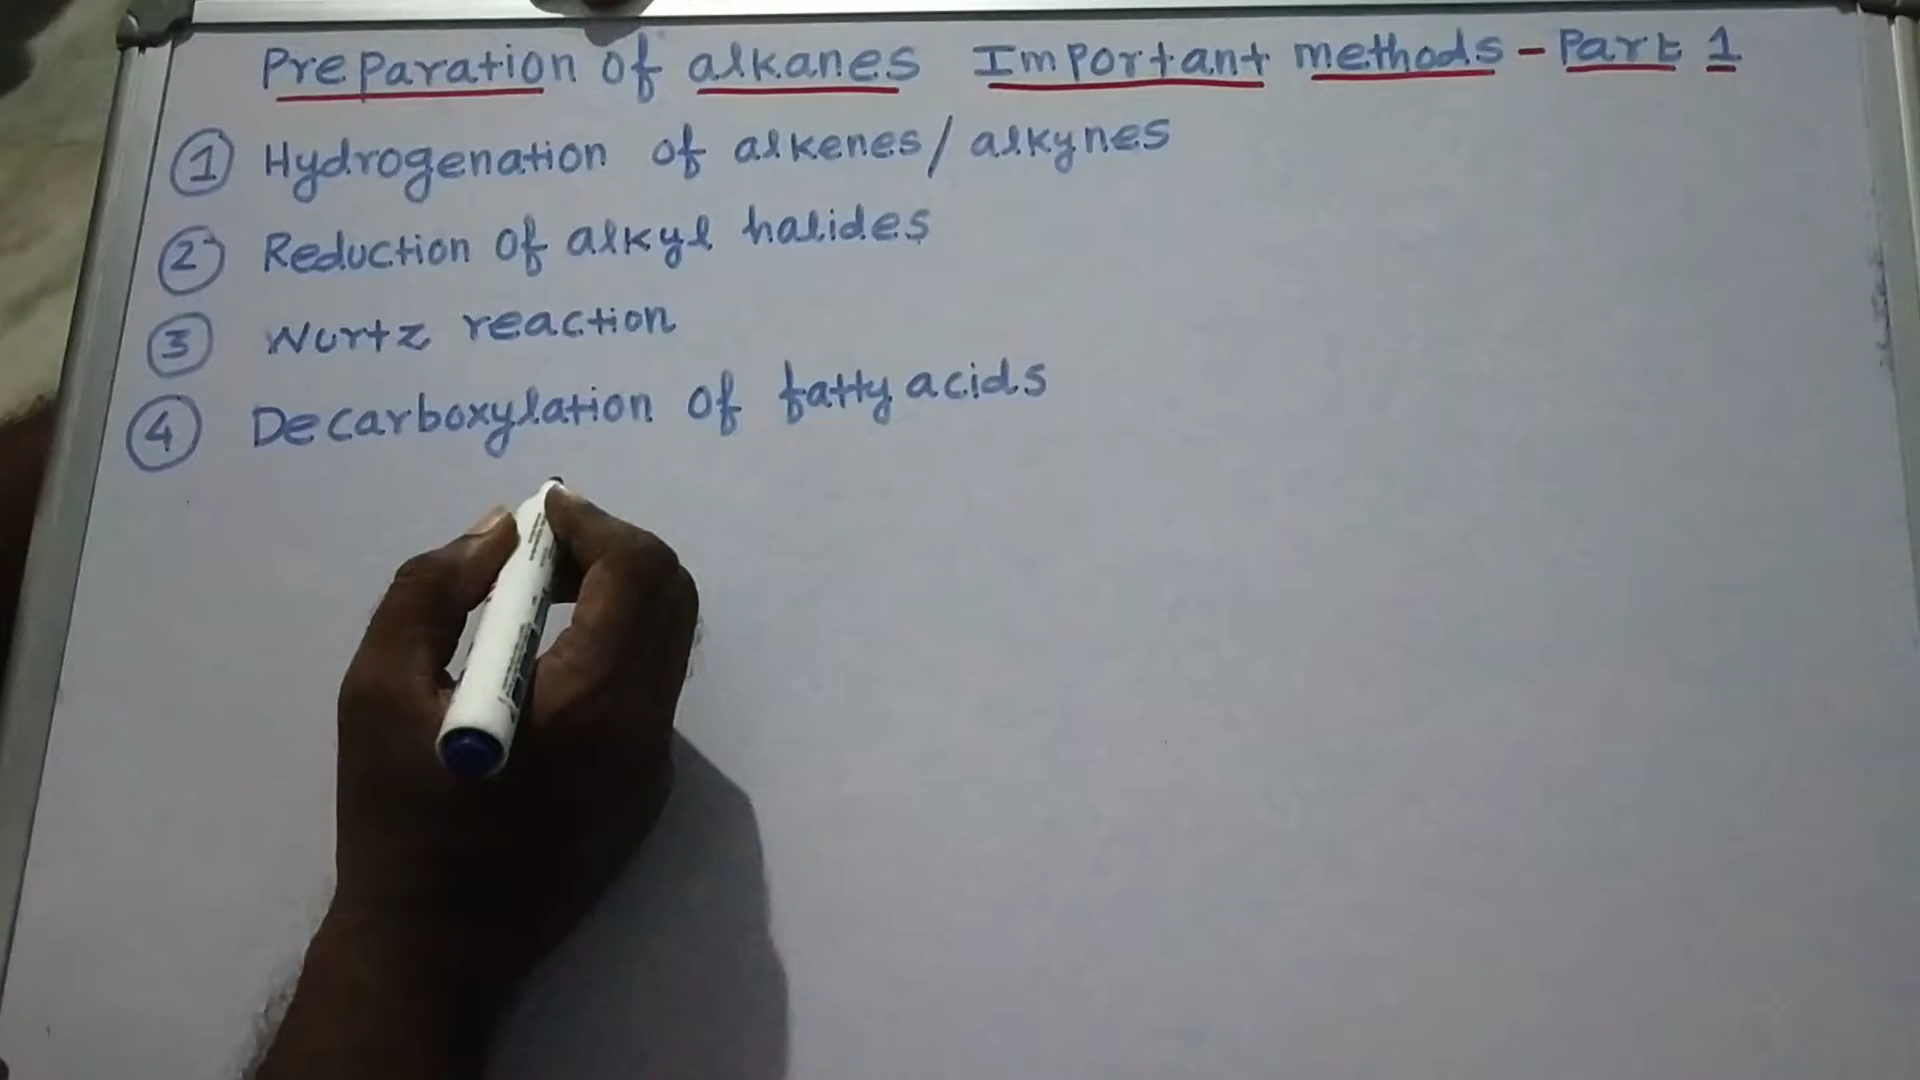 Preparation of alkanes Important methods - Part 1
1 Hydrogenation of alkenes/alkynes
2 Reduction of alkyl halides
3 Wurtz reaction
4 Decarboxylation of fatty acids